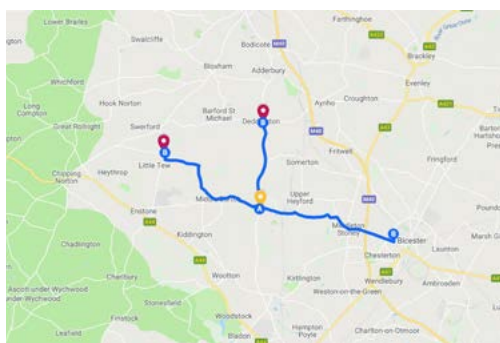 Lower Brailes
Farthinghoe
Swalcliffe
Bodicote
Brackley
Whichford
Bloxham
Adderbury
Evenley
Long
Compton
Hook Norton
Barford St
Michael
Aynho
Croughton
Great Rollright
Swerford
Fritwell
Little Tew
Somerton
Fringford
Heythrop
Chipping
Norton
Upper
Heyford
Enstone
A
B
Bicester
Kiddington
Chesterton
Launton
Marsh G
Chadlington
Wendlebury
Ambrosden
Charlbury
Wootton
Kirtlington
Weston-on-the-Green
Ascott-under-Wychwood
Stonesfield
Finstock
Woodstock
Leafield
Bladon
Hampton
Poyle
Charlton-on-Otmoor